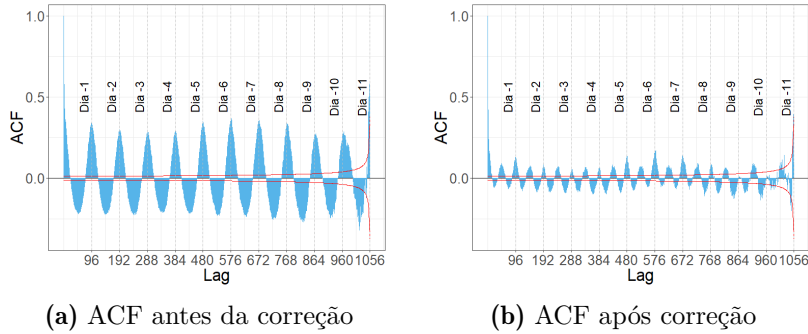 1.0
0.5
0.0
ACF
Dia -1
Dia -2
Dia -3
Dia -4
Dia -5
Dia -6
Dia -7
Dia -8
Dia -9
Dia -10
Dia -11
96 192 288 384 480 576 672 768 864 960 1056
Lag
(a) ACF antes da correção
1.0
0.5
0.0
ACF
Dia -1
Dia -2
Dia -3
Dia -4
Dia -5
Dia -6
Dia -7
Dia -8
Dia -9
Dia -10
Dia -11
96 192 288 384 480 576 672 768 864 960 1056
Lag
(b) ACF após correção